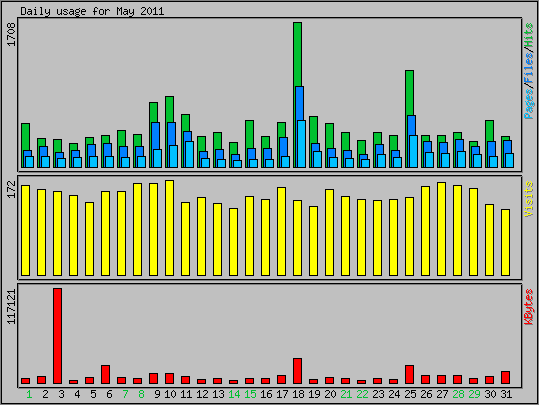 Daily usage for May 2011
1708
Pages/Files/Hits
172
Visits
117121
KBytes
1 2 3 4 5 6 7 8 9 10 11 12 13 14 15 16 17 18 19 20 21 22 23 24 25 26 27 28 29 30 31